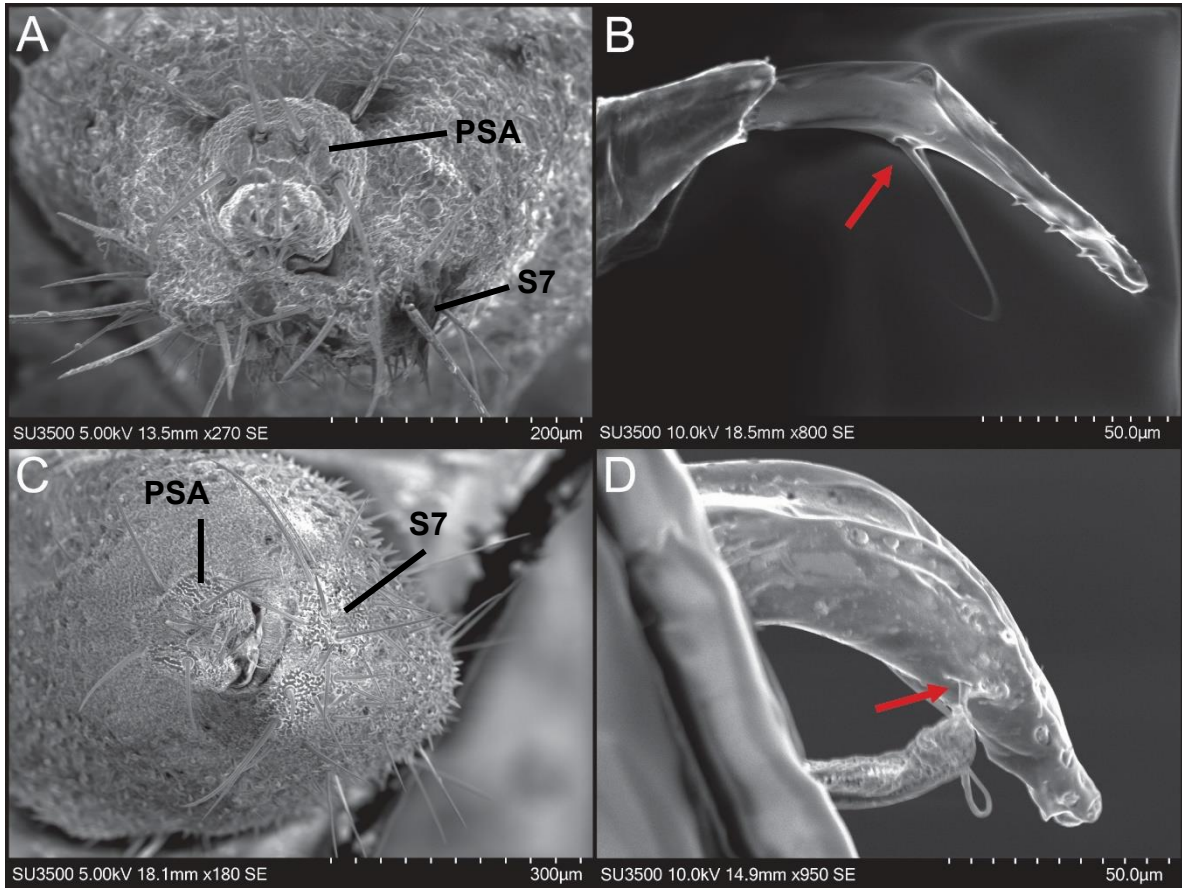 A
PSA
S7
SU3500 5.00kV 13.5mm x270 SE 200µm
B
SU3500 10.0kV 18.5mm x800 SE 50.0µm
C
PSA
S7
SU3500 5.00kV 18.1mm x180 SE 300µm
D
SU3500 10.0kV 14.9mm x950 SE 50.0µm